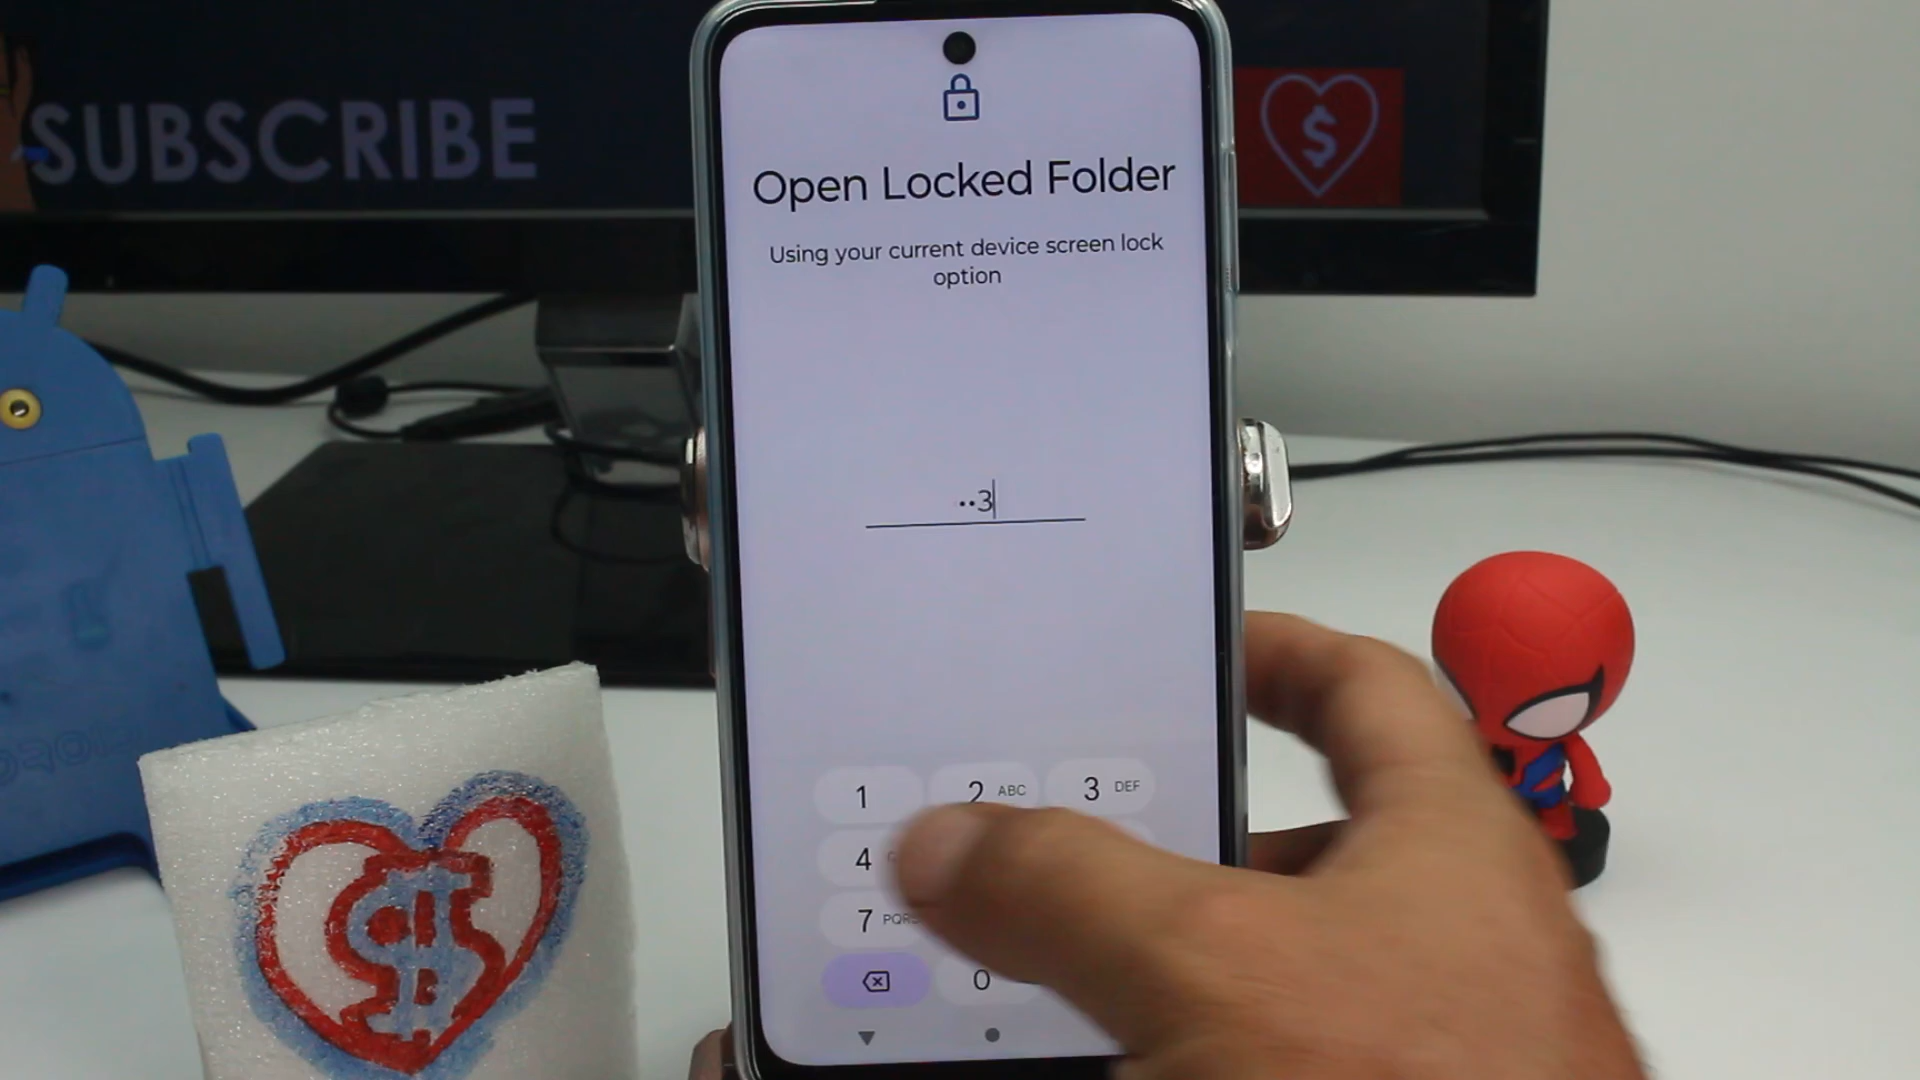 SUBSCRIBE
$
Open Locked Folder
Using your current device screen lock
option
··3
1
2 ABC
3 DEF
4
7 PQRS
0
$